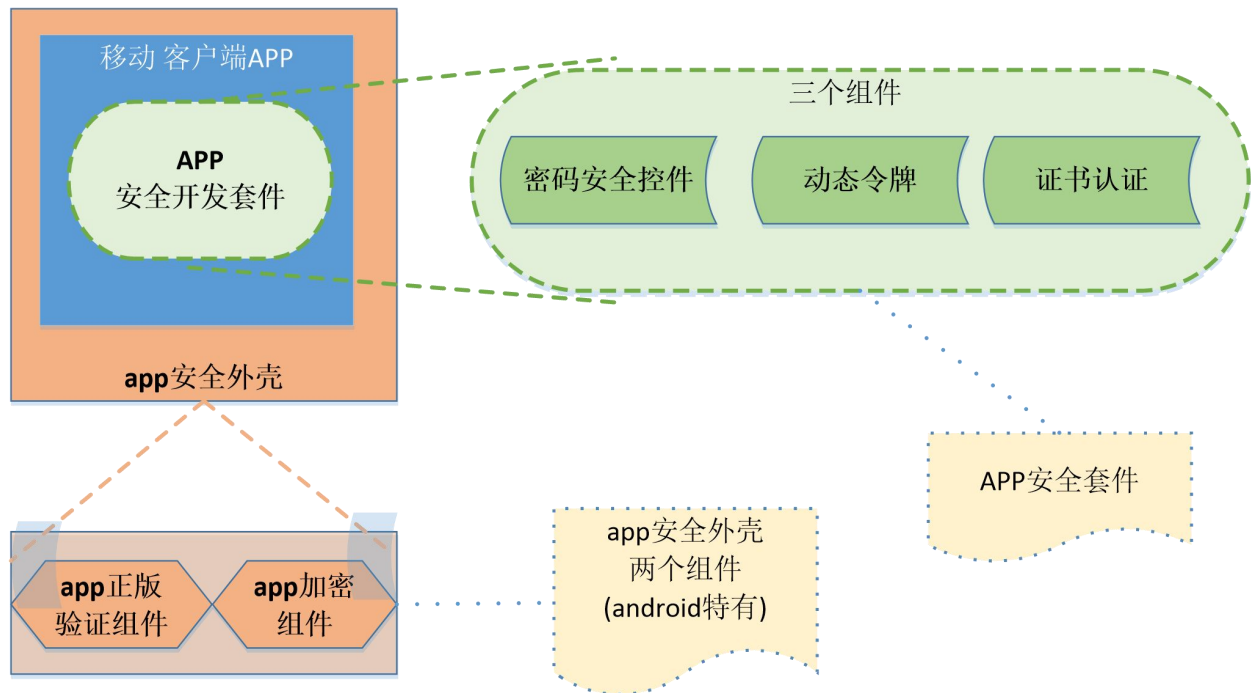 移动 客户端APP
APP
安全开发套件
app安全外壳
三个组件
密码安全控件
动态令牌
证书认证
APP安全套件
app正版
验证组件
app加密
组件
app安全外壳
两个组件
(android特有)